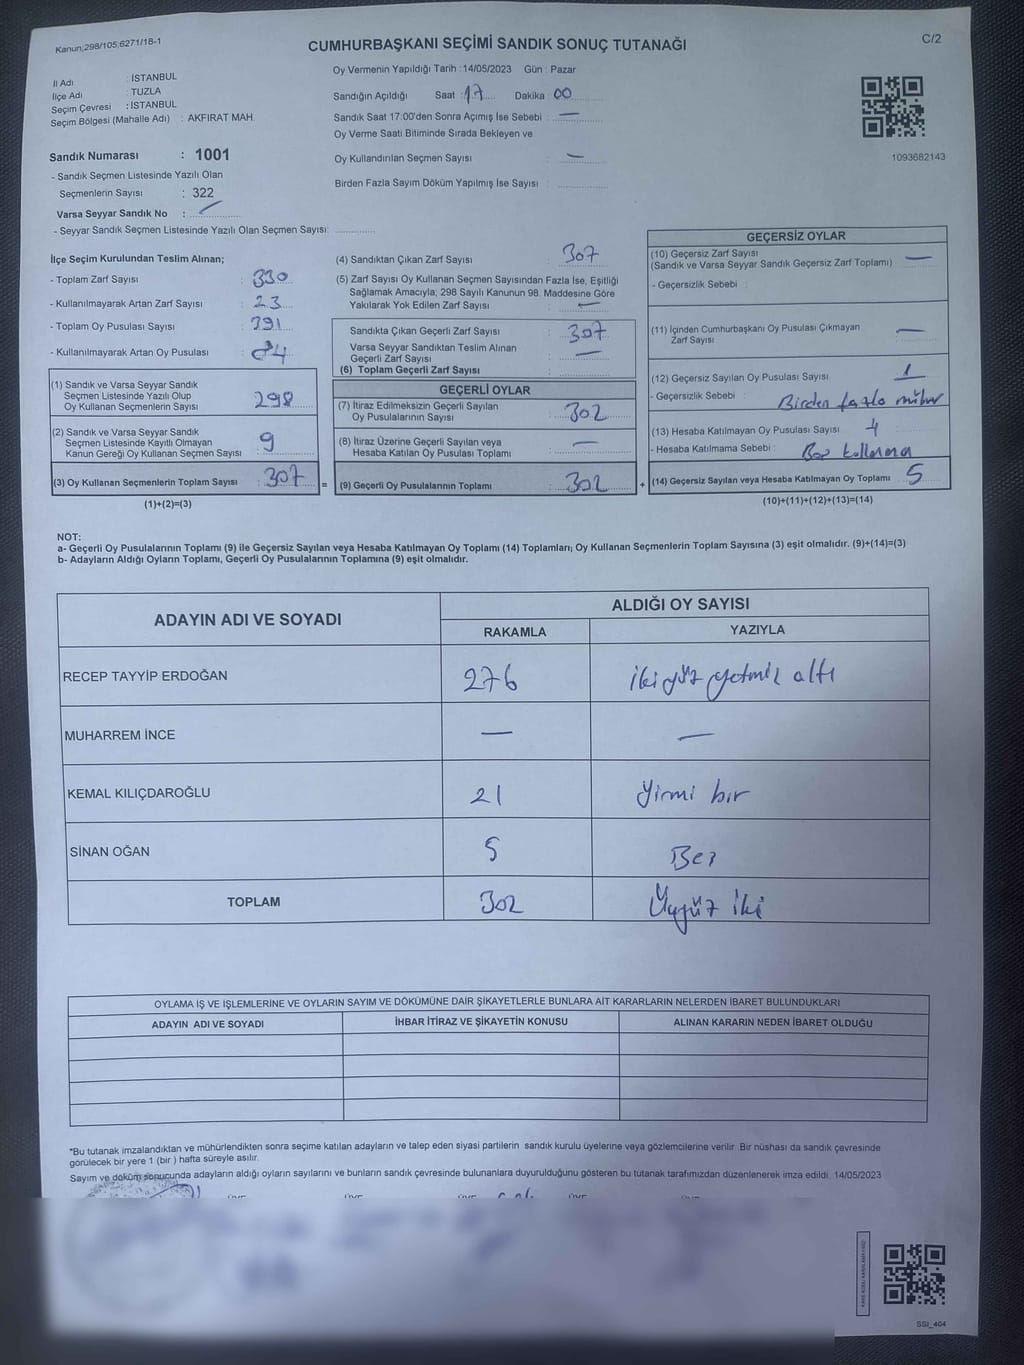 Kanun;298/105;6271/18-1
CUMHURBAŞKANI SEÇİMİ SANDIK SONUÇ TUTANAĞI
C/2
İl Adı : İSTANBUL
İlçe Adı : TUZLA
Seçim Çevresi : İSTANBUL
Seçim Bölgesi (Mahalle Adı) : AKFIRAT MAH.
Sandık Numarası : 1001
- Sandık Seçmen Listesinde Yazılı Olan
Seçmenlerin Sayısı : 322
Varsa Seyyar Sandık No :
- Seyyar Sandık Seçmen Listesinde Yazılı Olan Seçmen Sayısı:
Oy Vermenin Yapıldığı Tarih : 14/05/2023 Gün : Pazar
Sandığın Açıldığı Saat : 17 Dakika : 00
Sandık Saat 17:00'den Sonra Açımış İse Sebebi : —
Oy Verme Saati Bitiminde Sırada Bekleyen ve
Oy Kullandırılan Seçmen Sayısı : —
Birden Fazla Sayım Döküm Yapılmış İse Sayısı :
1093682143
İlçe Seçim Kurulundan Teslim Alınan;
- Toplam Zarf Sayısı : 330
- Kullanılmayarak Artan Zarf Sayısı : 23
- Toplam Oy Pusulası Sayısı : 391
- Kullanılmayarak Artan Oy Pusulası : 84
(1) Sandık ve Varsa Seyyar Sandık
Seçmen Listesinde Yazılı Olup
Oy Kullanan Seçmenlerin Sayısı : 298
(2) Sandık ve Varsa Seyyar Sandık
Seçmen Listesinde Kayıtlı Olmayan
Kanun Gereği Oy Kullanan Seçmen Sayısı : 9
(3) Oy Kullanan Seçmenlerin Toplam Sayısı : 307
(1)+(2)=(3)
(4) Sandıktan Çıkan Zarf Sayısı : 307
(5) Zarf Sayısı Oy Kullanan Seçmen Sayısından Fazla İse, Eşitliği
Sağlamak Amacıyla; 298 Sayılı Kanunun 98. Maddesine Göre
Yakılarak Yok Edilen Zarf Sayısı : —
Sandıkta Çıkan Geçerli Zarf Sayısı : 307
Varsa Seyyar Sandıktan Teslim Alınan
Geçerli Zarf Sayısı : —
(6) Toplam Geçerli Zarf Sayısı :
GEÇERLİ OYLAR
(7) İtiraz Edilmeksizin Geçerli Sayılan
Oy Pusulalarının Sayısı : 302
(8) İtiraz Üzerine Geçerli Sayılan veya
Hesaba Katılan Oy Pusulası Toplamı : —
= (9) Geçerli Oy Pusulalarının Toplamı : 302
GEÇERSİZ OYLAR
(10) Geçersiz Zarf Sayısı
(Sandık ve Varsa Seyyar Sandık Geçersiz Zarf Toplamı) : —
- Geçersizlik Sebebi :
(11) İçinden Cumhurbaşkanı Oy Pusulası Çıkmayan
Zarf Sayısı : —
(12) Geçersiz Sayılan Oy Pusulası Sayısı : 1
- Geçersizlik Sebebi : Birden fazla mühür
(13) Hesaba Katılmayan Oy Pusulası Sayısı : 4
- Hesaba Katılmama Sebebi : Boş kullanma
+ (14) Geçersiz Sayılan veya Hesaba Katılmayan Oy Toplamı : 5
(10)+(11)+(12)+(13)=(14)
NOT:
a- Geçerli Oy Pusulalarının Toplamı (9) ile Geçersiz Sayılan veya Hesaba Katılmayan Oy Toplamı (14) Toplamları; Oy Kullanan Seçmenlerin Toplam Sayısına (3) eşit olmalıdır. (9)+(14)=(3)
b- Adayların Aldığı Oyların Toplamı, Geçerli Oy Pusulalarının Toplamına (9) eşit olmalıdır.
ADAYIN ADI VE SOYADI ALDIĞI OY SAYISI
RAKAMLA YAZIYLA
RECEP TAYYİP ERDOĞAN 276 iki yüz yetmiş altı
MUHARREM İNCE — —
KEMAL KILIÇDAROĞLU 21 Yirmi bir
SİNAN OĞAN 5 Beş
TOPLAM 302 Üçyüz iki
OYLAMA İŞ VE İŞLEMLERİNE VE OYLARIN SAYIM VE DÖKÜMÜNE DAİR ŞİKAYETLERLE BUNLARA AİT KARARLARIN NELERDEN İBARET BULUNDUKLARI
ADAYIN ADI VE SOYADI İHBAR İTİRAZ VE ŞİKAYETİN KONUSU ALINAN KARARIN NEDEN İBARET OLDUĞU
*Bu tutanak imzalandıktan ve mühürlendikten sonra seçime katılan adayların ve talep eden siyasi partilerin sandık kurulu üyelerine veya gözlemcilerine verilir .Bir nüshası da sandık çevresinde
görülecek bir yere 1 (bir ) hafta süreyle asılır.
Sayım ve döküm sonucunda adayların aldığı oyların sayılarını ve bunların sandık çevresinde bulunanlara duyurulduğunu gösteren bu tutanak tarafımızdan düzenlenerek imza edildi. 14/05/2023
SSİ_404